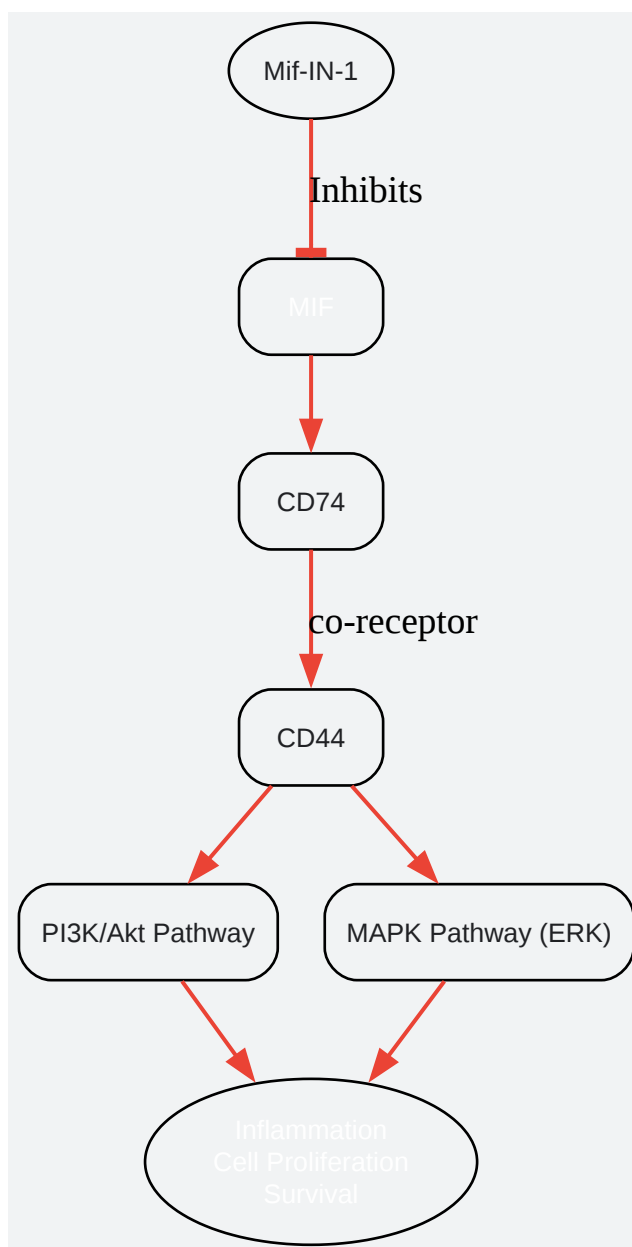 Mif-IN-1
Inhibits
MIF
CD74
co-receptor
CD44
PI3K/Akt Pathway
MAPK Pathway (ERK)
Inflammation
Cell Proliferation
Survival